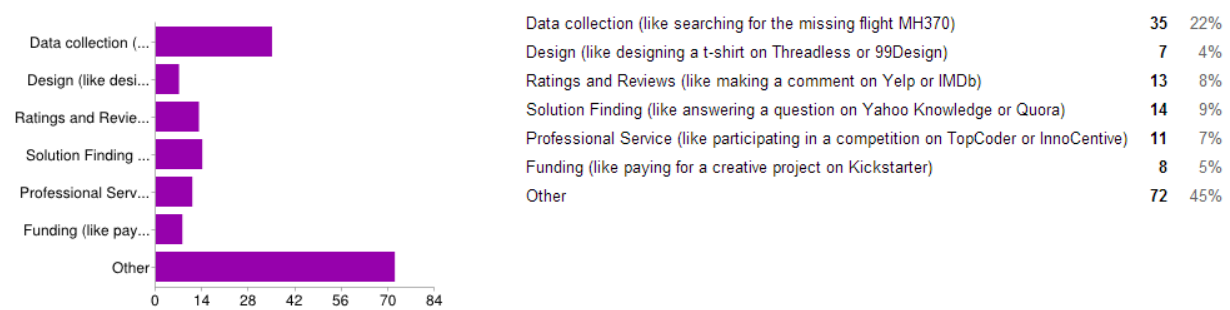 Data collection (...
Design (like desi...
Ratings and Revie...
Solution Finding ...
Professional Serv...
Funding (like pay...
Other
0 14 28 42 56 70 84
Data collection (like searching for the missing flight MH370) 35 22%
Design (like designing a t-shirt on Threadless or 99Design) 7 4%
Ratings and Reviews (like making a comment on Yelp or IMDb) 13 8%
Solution Finding (like answering a question on Yahoo Knowledge or Quora) 14 9%
Professional Service (like participating in a competition on TopCoder or InnoCentive) 11 7%
Funding (like paying for a creative project on Kickstarter) 8 5%
Other 72 45%